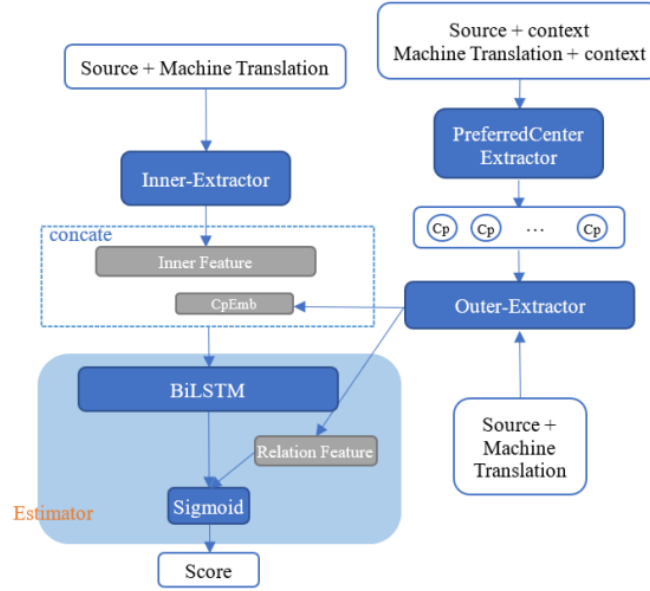 Source + context
Machine Translation + context
Source + Machine Translation
PreferredCenter
Extractor
Inner-Extractor
Cp Cp ... Cp
concate
Inner Feature
CpEmb
Outer-Extractor
BiLSTM
Relation Feature
Source +
Machine
Translation
Sigmoid
Estimator
Score